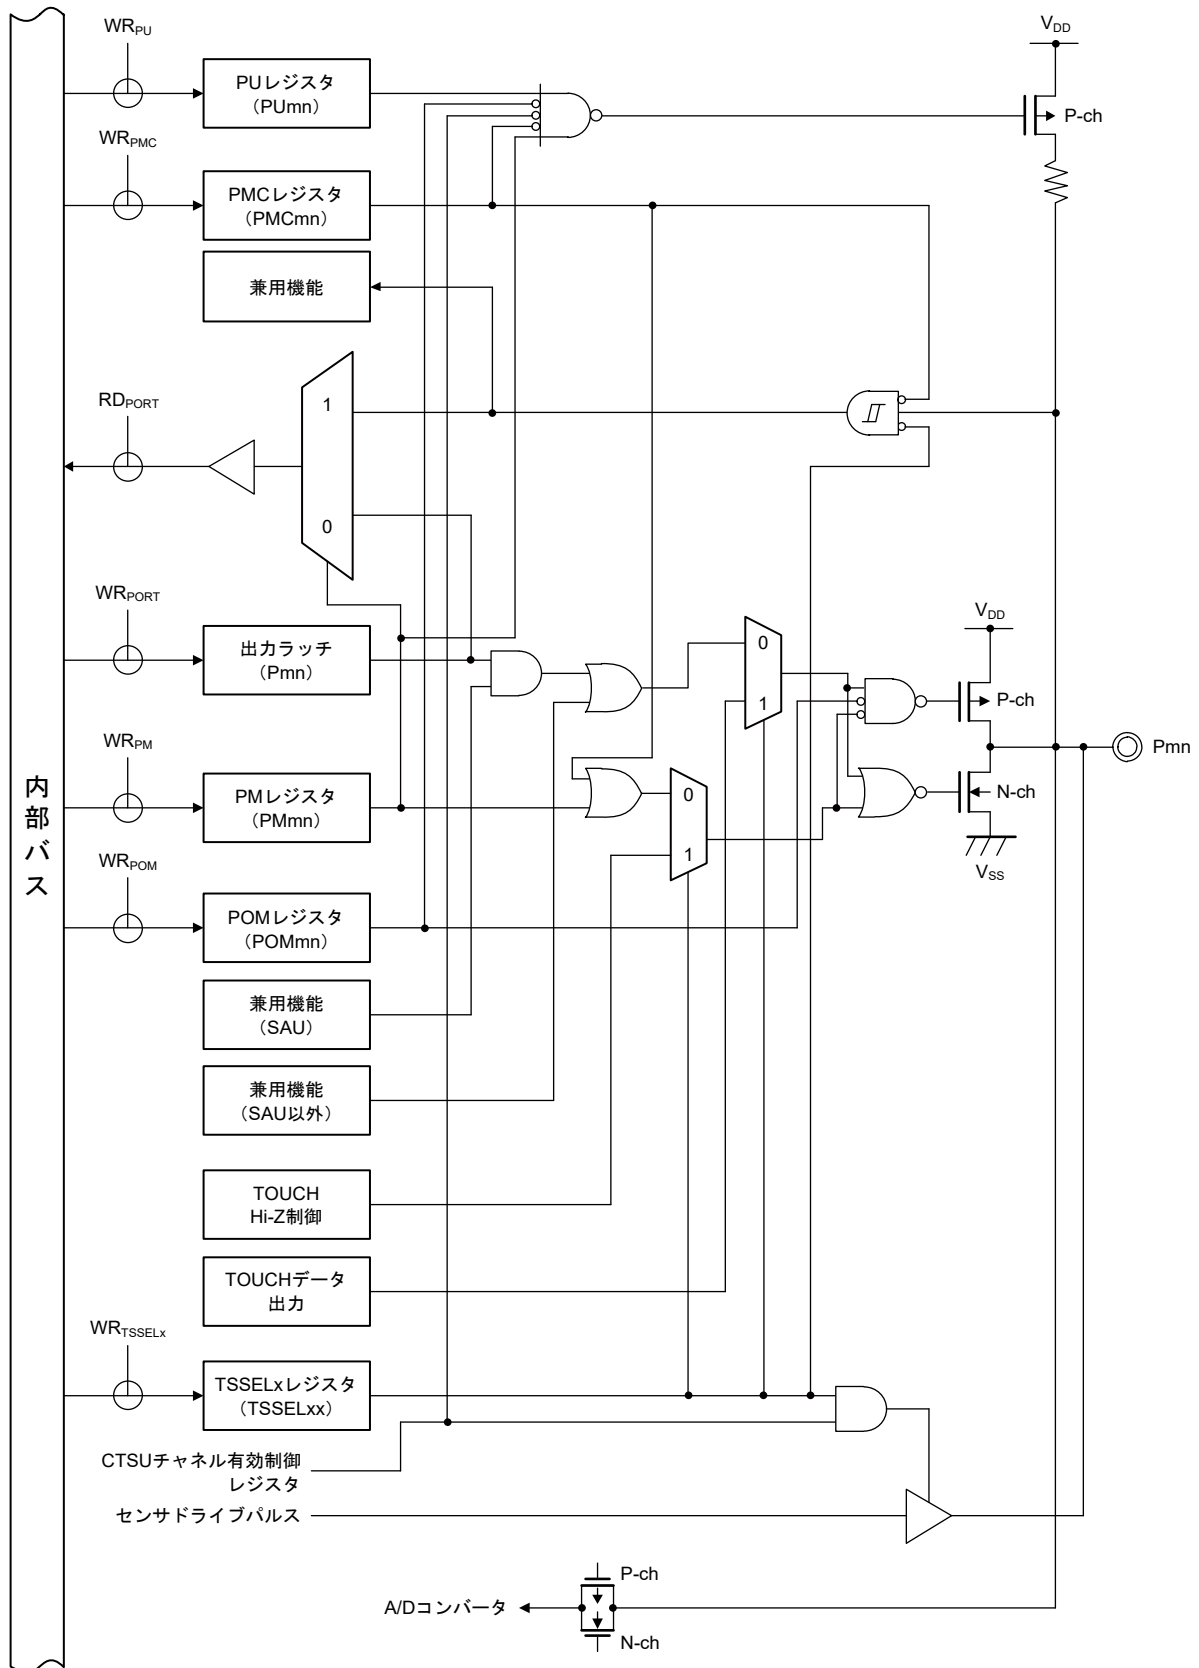 WRPU
VDD
PUレジスタ
（PUmn）
P-ch
WRPMC
PMCレジスタ
（PMCmn）
兼用機能
1
RDPORT
0
WRPORT
出力ラッチ
（Pmn）
0
1
VDD
P-ch
Pmn
WRPM
PMレジスタ
（PMmn）
0
1
N-ch
VSS
内部バス
WRPOM
POMレジスタ
（POMmn）
兼用機能
（SAU）
兼用機能
（SAU以外）
TOUCH
Hi-Z制御
TOUCHデータ
出力
WRTSSELx
TSSELxレジスタ
（TSSELxx）
CTSUチャネル有効制御
レジスタ
センサドライブパルス
P-ch
A/Dコンバータ
N-ch